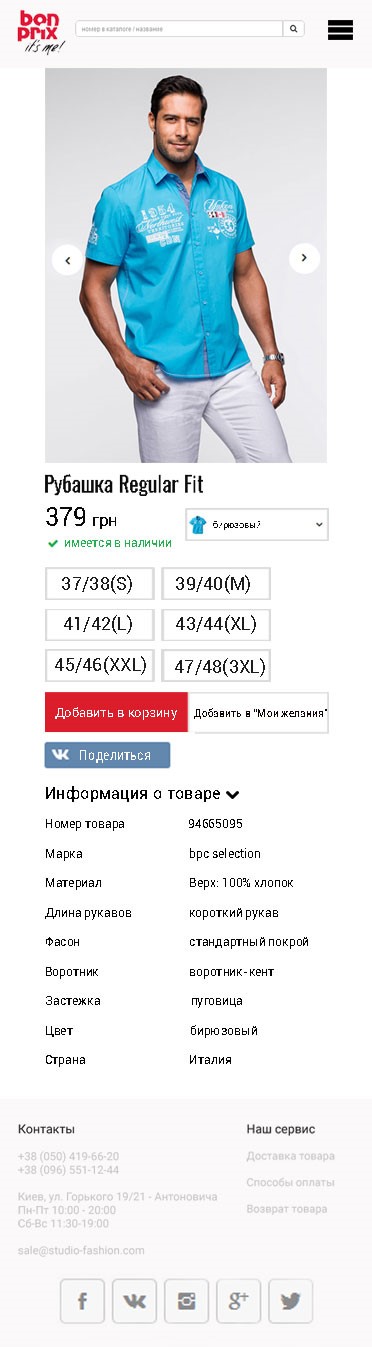 bon
prix
it's me!
номер в каталоге / название
1954
Northwest
TERRITORIES
Yukon
Рубашка Regular Fit
379 грн
бирюзовый
имеется в наличии
37/38(S)
39/40(M)
41/42(L)
43/44(XL)
45/46(XXL)
47/48(3XL)
Добавить в корзину
Добавить в "Мои желания"
Поделиться
Информация о товаре
Номер товара 94665095
Марка bpc selection
Материал Верх: 100% хлопок
Длина рукавов короткий рукав
Фасон стандартный покрой
Воротник воротник-кент
Застежка пуговица
Цвет бирюзовый
Страна Италия
Контакты
+38 (050) 419-66-20
+38 (096) 551-12-44
Киев, ул. Горького 19/21 - Антоновича
Пн-Пт 10:00 - 20:00
Сб-Вс 11:30-19:00
sale@studio-fashion.com
Наш сервис
Доставка товара
Способы оплаты
Возврат товара